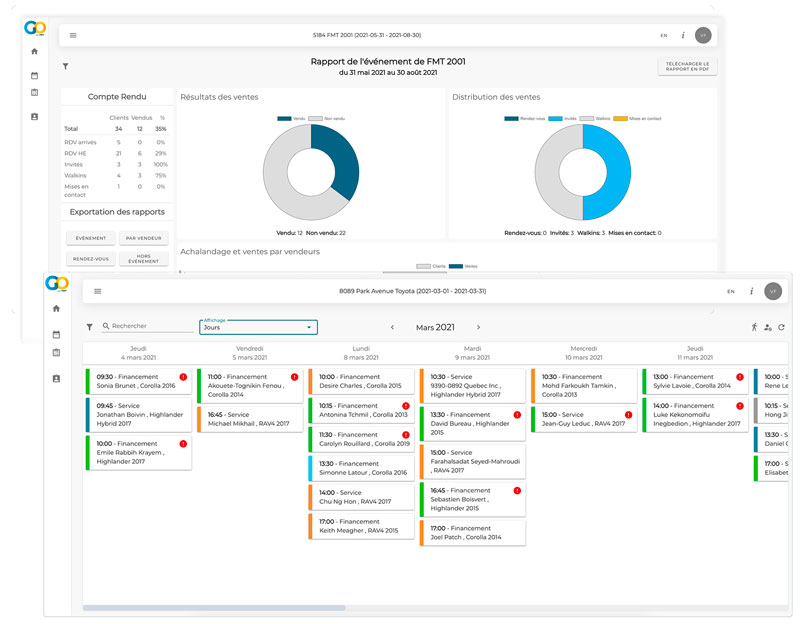 GO
5184 FMT 2001 (2021-05-31 - 2021-08-30)
EN
i
VF
Rapport de l'événement de FMT 2001
du 31 mai 2021 au 30 août 2021
TÉLÉCHARGER LE
RAPPORT EN PDF
Compte Rendu
Clients Vendus %
Total 34 12 35%
RDV arrivés 5 0 0%
RDV HE 21 6 29%
Invités 3 3 100%
Walkins 4 3 75%
Mises en
contact 1 0 0%
Exportation des rapports
ÉVÉNEMENT
PAR VENDEUR
RENDEZ-VOUS
HORS
ÉVÉNEMENT
Résultats des ventes
Vendu Non vendu
Vendu: 12 Non vendu: 22
Distribution des ventes
Rendez-vous Invités Walkins Mises en contact
Rendez-vous: 0 Invités: 3 Walkins: 3 Mises en contact: 0
Achalandage et ventes par vendeurs
Clients Ventes
GO
8089 Park Avenue Toyota (2021-03-01 - 2021-03-31)
EN
i
VF
Rechercher
Affichage
Jours
Mars 2021
Jeudi
4 mars 2021
09:30 - Financement
Sonia Brunet , Corolla 2016
09:45 - Service
Jonathan Boivin , Highlander
Hybrid 2017
10:00 - Financement
Emile Rabbih Krayem ,
Highlander 2017
Vendredi
5 mars 2021
11:00 - Financement
Akouete-Tognikin Fenou ,
Corolla 2014
16:45 - Service
Michael Mikhail , RAV4 2017
Lundi
8 mars 2021
10:00 - Financement
Desire Charles , Corolla 2015
10:15 - Financement
Antonina Tchmil , Corolla 2013
11:30 - Financement
Carolyn Rouillard , Corolla 2019
13:30 - Financement
Simonne Latour , Corolla 2016
14:00 - Service
Chu Ng Hon , RAV4 2017
17:00 - Financement
Keith Meagher , RAV4 2015
Mardi
9 mars 2021
10:30 - Service
9390-0892 Quebec Inc ,
Highlander Hybrid 2017
13:30 - Financement
David Bureau , Highlander
2015
15:00 - Service
Farahalsadat Seyed-Mahroudi
, RAV4 2017
16:45 - Financement
Sebastien Boisvert ,
Highlander 2015
17:00 - Financement
Joel Patch , Corolla 2014
Mercredi
10 mars 2021
10:30 - Financement
Mohd Farkoukh Tamkin ,
Corolla 2013
15:00 - Service
Jean-Guy Leduc , RAV4 2017
Jeudi
11 mars 2021
13:00 - Financement
Sylvie Lavoie , Corolla 2014
14:00 - Financement
Luke Kekonomoifu
Inegbedion , Highlander 2017
10:00 - S
Rene Le
10:15 - Se
Hong Ji
13:30 - S
Daniel C
17:00 - S
Elisabet